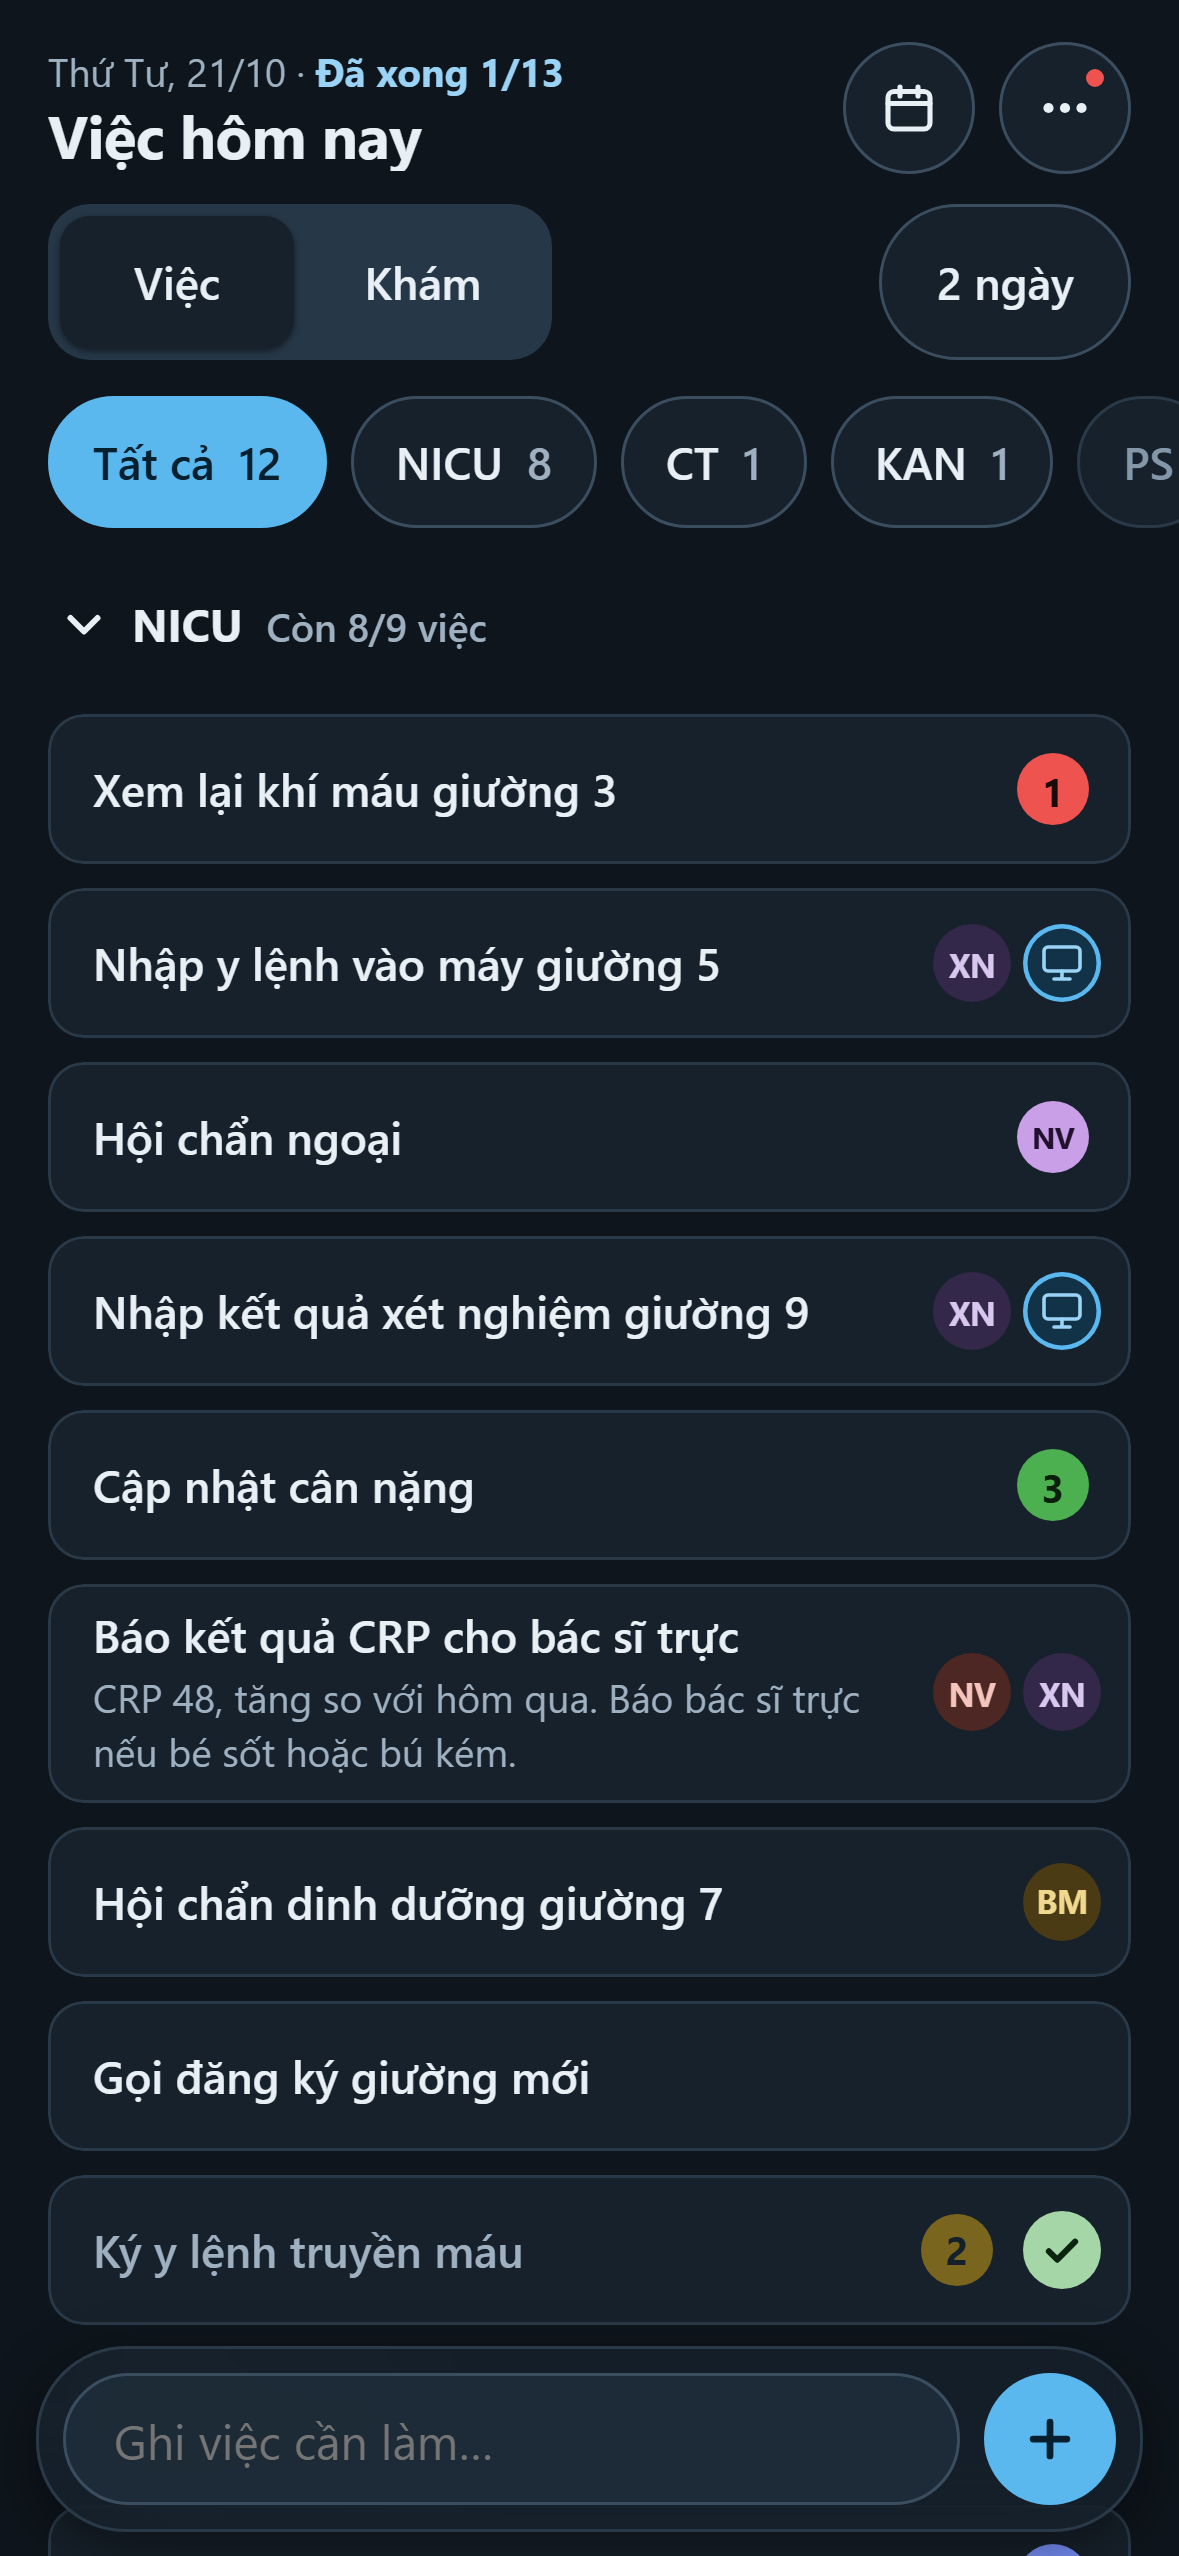 Thứ Tư, 21/10 · Đã xong 1/13
Việc hôm nay
Việc
Khám
2 ngày
Tất cả 12
NICU 8
CT 1
KAN 1
PS
NICU Còn 8/9 việc
Xem lại khí máu giường 3
1
Nhập y lệnh vào máy giường 5
XN
Hội chẩn ngoại
NV
Nhập kết quả xét nghiệm giường 9
XN
Cập nhật cân nặng
3
Báo kết quả CRP cho bác sĩ trực
CRP 48, tăng so với hôm qua. Báo bác sĩ trực
nếu bé sốt hoặc bú kém.
NV
XN
Hội chẩn dinh dưỡng giường 7
BM
Gọi đăng ký giường mới
Ký y lệnh truyền máu
2
Ghi việc cần làm...